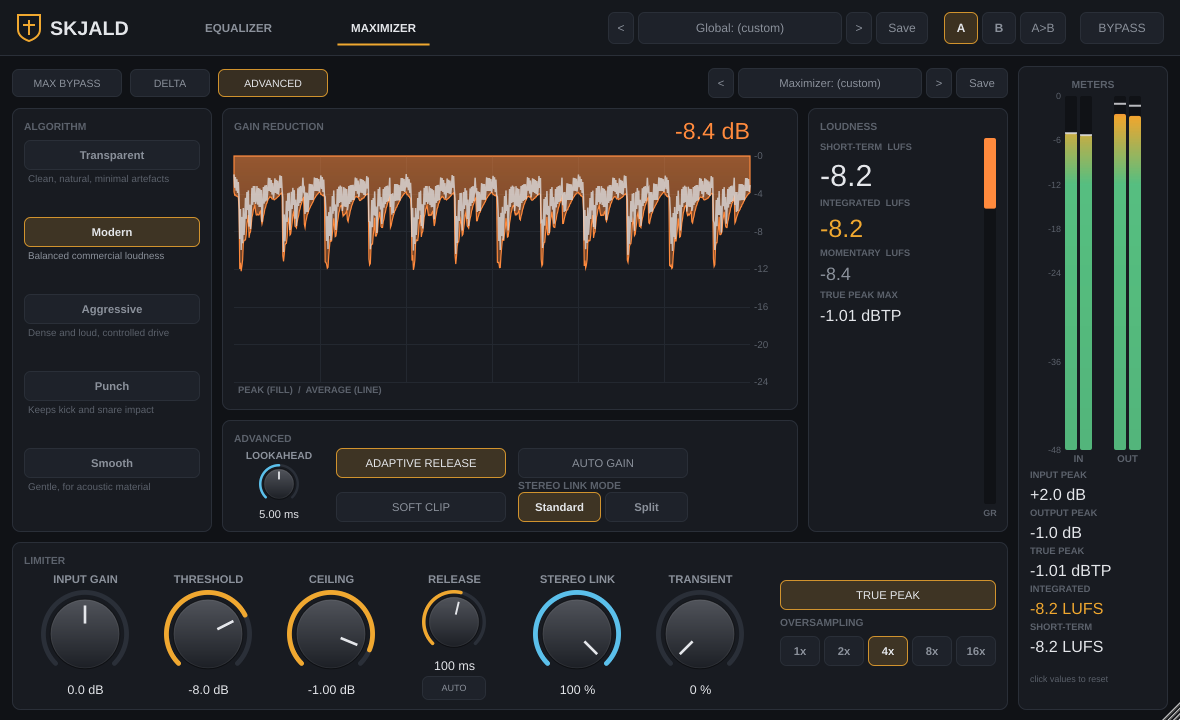 SKJALD
EQUALIZER
MAXIMIZER
<
Global: (custom)
>
Save
A
B
A>B
BYPASS
MAX BYPASS
DELTA
ADVANCED
<
Maximizer: (custom)
>
Save
ALGORITHM
Transparent
Clean, natural, minimal artefacts
Modern
Balanced commercial loudness
Aggressive
Dense and loud, controlled drive
Punch
Keeps kick and snare impact
Smooth
Gentle, for acoustic material
GAIN REDUCTION
-8.4 dB
-0
-4
-8
-12
-16
-20
-24
PEAK (FILL) / AVERAGE (LINE)
ADVANCED
LOOKAHEAD
5.00 ms
ADAPTIVE RELEASE
AUTO GAIN
SOFT CLIP
STEREO LINK MODE
Standard
Split
LOUDNESS
SHORT-TERM LUFS
-8.2
INTEGRATED LUFS
-8.2
MOMENTARY LUFS
-8.4
TRUE PEAK MAX
-1.01 dBTP
GR
LIMITER
INPUT GAIN
0.0 dB
THRESHOLD
-8.0 dB
CEILING
-1.00 dB
RELEASE
100 ms
AUTO
STEREO LINK
100 %
TRANSIENT
0 %
TRUE PEAK
OVERSAMPLING
1x
2x
4x
8x
16x
METERS
0
-6
-12
-18
-24
-36
-48
IN
OUT
INPUT PEAK
+2.0 dB
OUTPUT PEAK
-1.0 dB
TRUE PEAK
-1.01 dBTP
INTEGRATED
-8.2 LUFS
SHORT-TERM
-8.2 LUFS
click values to reset